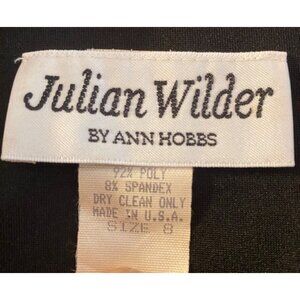 Julian Wilder
BY ANN HOBBS
92% POLY
8% SPANDEX
DRY CLEAN ONLY
MADE IN U.S.A.
SIZE 8